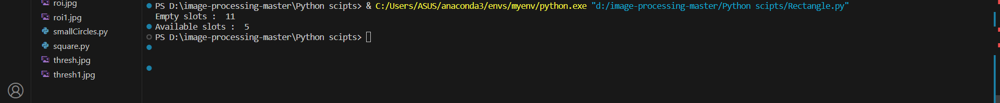 roi.jpg
roi1.jpg
smallCircles.py
square.py
thresh.jpg
thresh1.jpg
PS D:\image-processing-master\Python scipts> & C:/Users/ASUS/anaconda3/envs/myenv/python.exe "d:/image-processing-master/Python scipts/Rectangle.py"
Empty slots :  11
Available slots :  5
PS D:\image-processing-master\Python scipts>